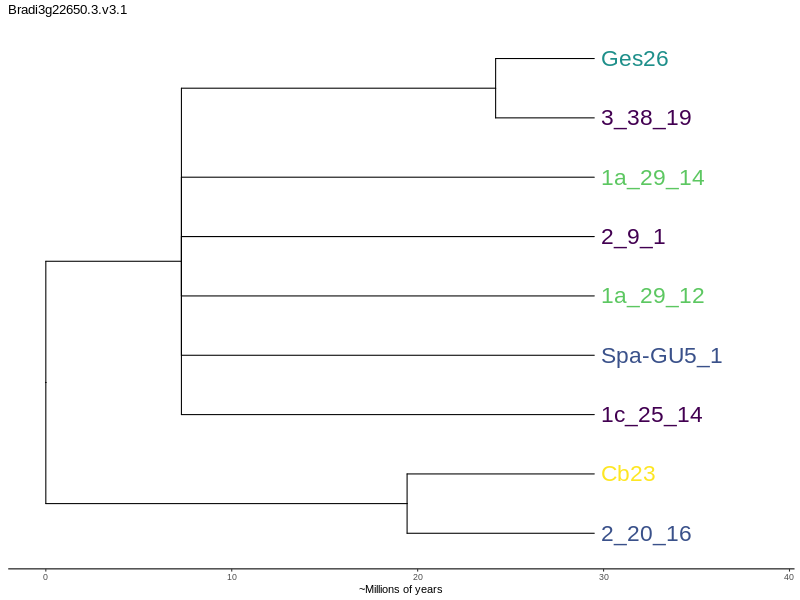 Bradi3g22650.3.v3.1
Ges26
3_38_19
1a_29_14
2_9_1
1a_29_12
Spa-GU5_1
1c_25_14
Cb23
2_20_16
0 10 20 30 40
~Millions of years